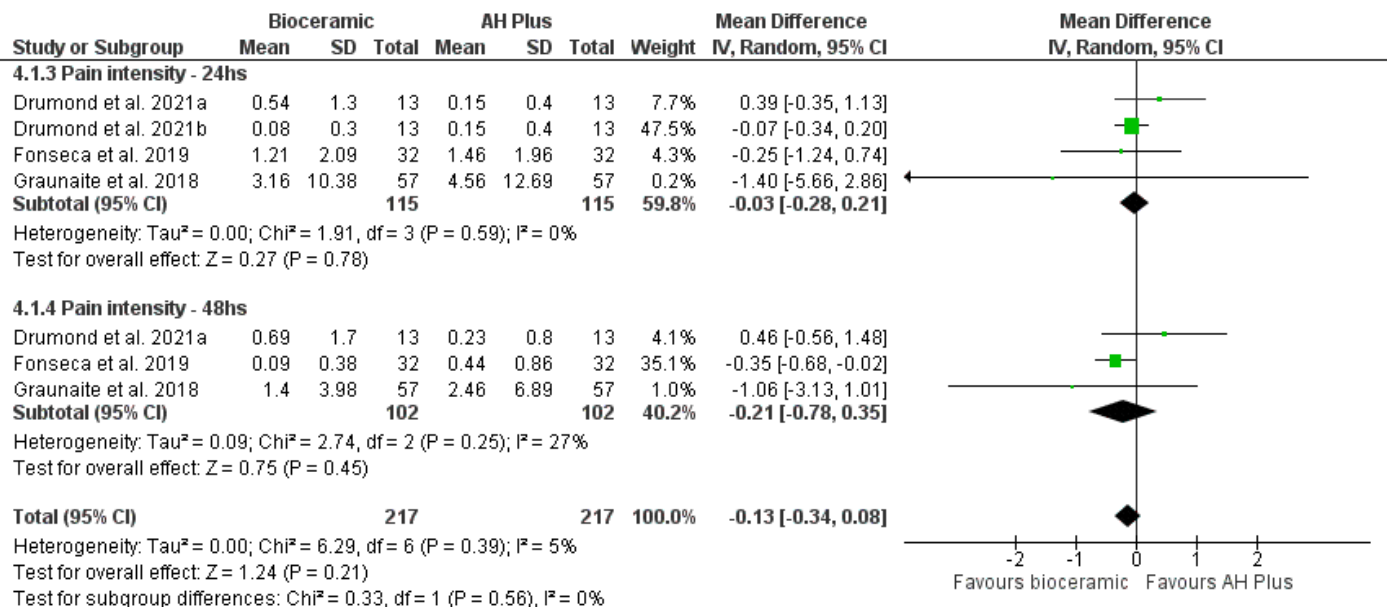 Bioceramic AH Plus Mean Difference Mean Difference
Study or Subgroup Mean SD Total Mean SD Total Weight IV, Random, 95% CI IV, Random, 95% CI
4.1.3 Pain intensity - 24hs
Drumond et al. 2021a 0.54 1.3 13 0.15 0.4 13 7.7% 0.39 [-0.35, 1.13]
Drumond et al. 2021b 0.08 0.3 13 0.15 0.4 13 47.5% -0.07 [-0.34, 0.20]
Fonseca et al. 2019 1.21 2.09 32 1.46 1.96 32 4.3% -0.25 [-1.24, 0.74]
Graunaite et al. 2018 3.16 10.38 57 4.56 12.69 57 0.2% -1.40 [-5.66, 2.86]
Subtotal (95% CI) 115 115 59.8% -0.03 [-0.28, 0.21]
Heterogeneity: Tau² = 0.00; Chi² = 1.91, df = 3 (P = 0.59); I² = 0%
Test for overall effect: Z = 0.27 (P = 0.78)
4.1.4 Pain intensity - 48hs
Drumond et al. 2021a 0.69 1.7 13 0.23 0.8 13 4.1% 0.46 [-0.56, 1.48]
Fonseca et al. 2019 0.09 0.38 32 0.44 0.86 32 35.1% -0.35 [-0.68, -0.02]
Graunaite et al. 2018 1.4 3.98 57 2.46 6.89 57 1.0% -1.06 [-3.13, 1.01]
Subtotal (95% CI) 102 102 40.2% -0.21 [-0.78, 0.35]
Heterogeneity: Tau² = 0.09; Chi² = 2.74, df = 2 (P = 0.25); I² = 27%
Test for overall effect: Z = 0.75 (P = 0.45)
Total (95% CI) 217 217 100.0% -0.13 [-0.34, 0.08]
Heterogeneity: Tau² = 0.00; Chi² = 6.29, df = 6 (P = 0.39); I² = 5%
Test for overall effect: Z = 1.24 (P = 0.21)
Test for subgroup differences: Chi² = 0.33, df = 1 (P = 0.56), I² = 0%
-2 -1 0 1 2
Favours bioceramic Favours AH Plus